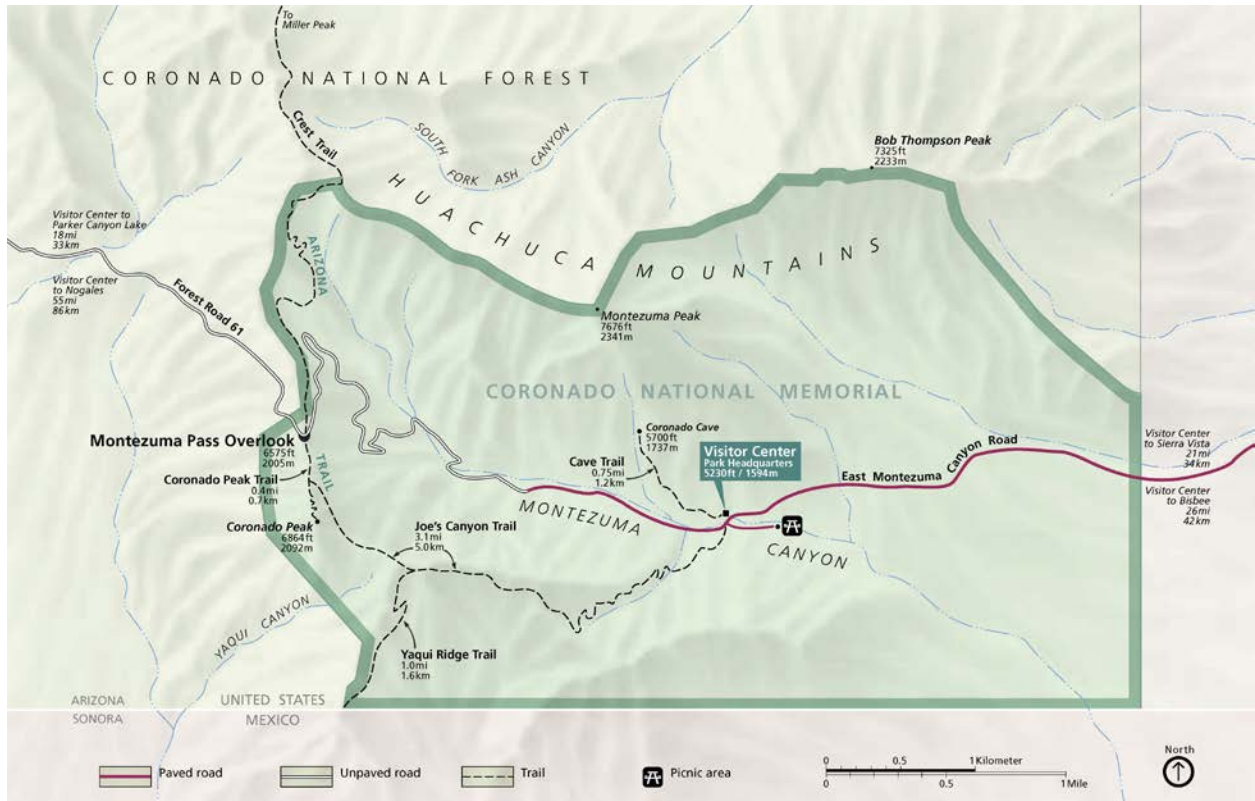 To
Miller Peak
CORONADO NATIONAL FOREST
Crest Trail
SOUTH FORK ASH CANYON
Bob Thompson Peak
7325ft
2233m
HUACHUCA MOUNTAINS
Visitor Center to
Parker Canyon Lake
18mi
33km
ARIZONA
Visitor Center
to Nogales
55mi
86km
Forest Road 61
Montezuma Peak
7676ft
2341m
CORONADO NATIONAL MEMORIAL
Montezuma Pass Overlook
6575ft
2005m
Coronado Cave
5700ft
1737m
Visitor Center
Park Headquarters
5230ft / 1594m
East Montezuma Canyon Road
Visitor Center
to Sierra Vista
21mi
34km
Cave Trail
0.75mi
1.2km
TRAIL
Coronado Peak Trail
0.4mi
0.7km
Visitor Center
to Bisbee
26mi
42km
MONTEZUMA
CANYON
Coronado Peak
6864ft
2092m
Joe's Canyon Trail
3.1mi
5.0km
YAQUI CANYON
Yaqui Ridge Trail
1.0mi
1.6km
ARIZONA
SONORA
UNITED STATES
MEXICO
Paved road
Unpaved road
Trail
Picnic area
0 0.5 1 Kilometer
0 0.5 1 Mile
North